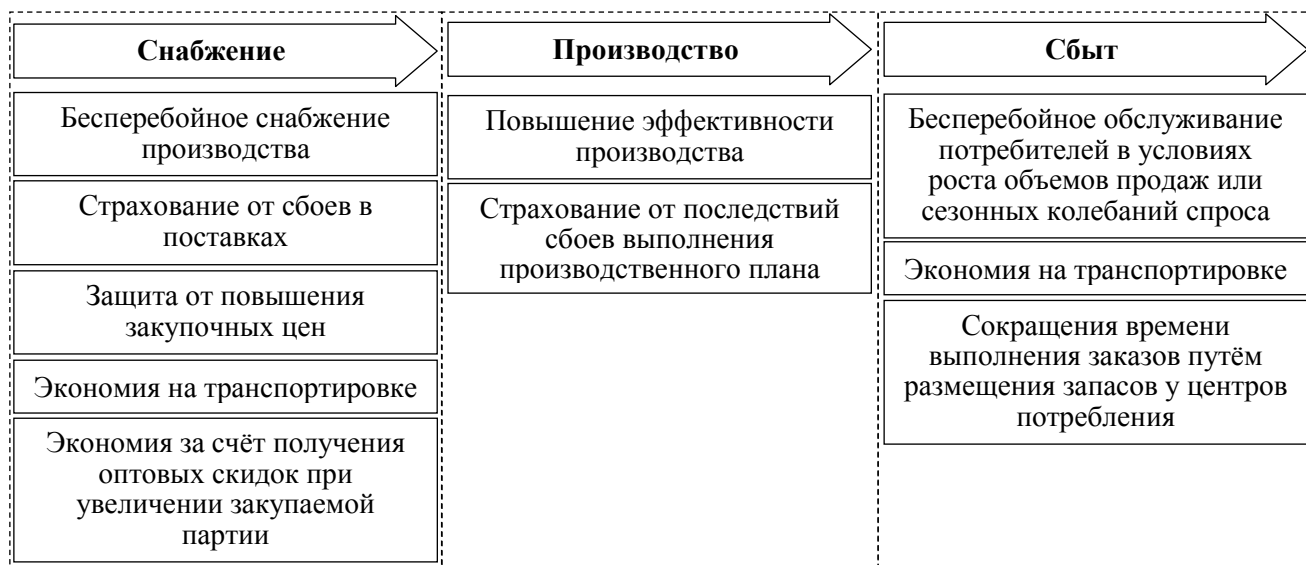 Снабжение
Бесперебойное снабжение
производства
Страхование от сбоев в
поставках
Защита от повышения
закупочных цен
Экономия на транспортировке
Экономия за счёт получения
оптовых скидок при
увеличении закупаемой
партии
Производство
Повышение эффективности
производства
Страхование от последствий
сбоев выполнения
производственного плана
Сбыт
Бесперебойное обслуживание
потребителей в условиях
роста объемов продаж или
сезонных колебаний спроса
Экономия на транспортировке
Сокращения времени
выполнения заказов путём
размещения запасов у центров
потребления